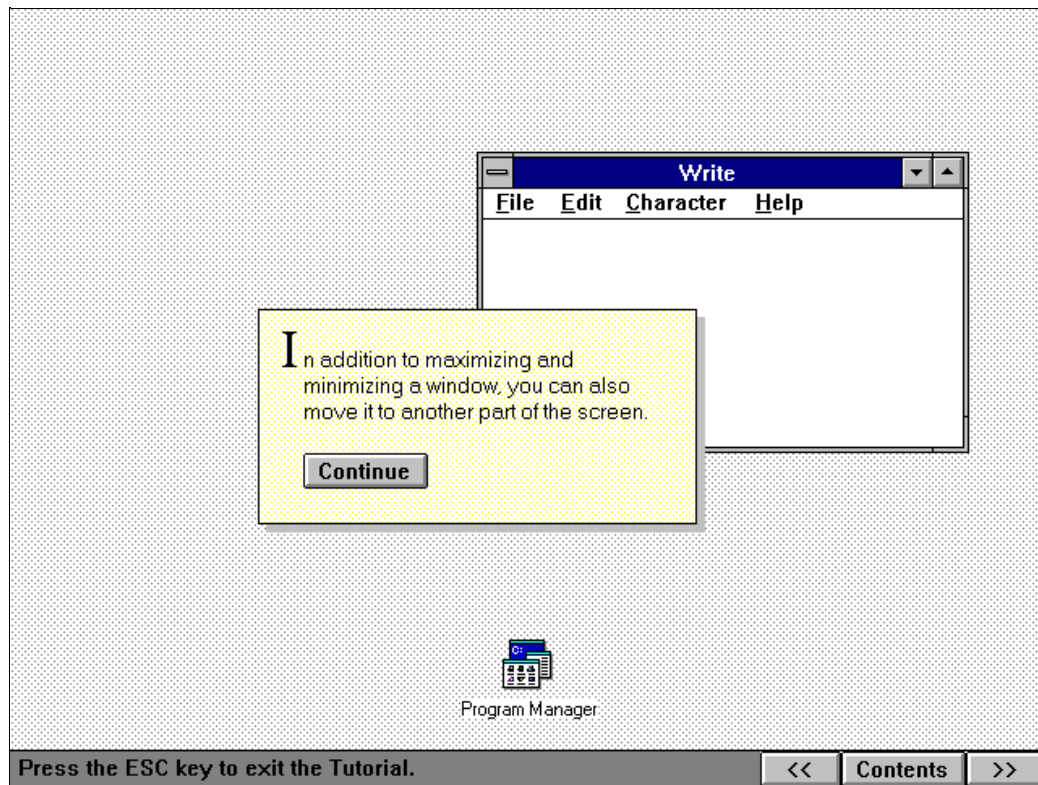 Write
File Edit Character Help
In addition to maximizing and
minimizing a window, you can also
move it to another part of the screen.
Continue
C:
Program Manager
Press the ESC key to exit the Tutorial.
<< Contents >>